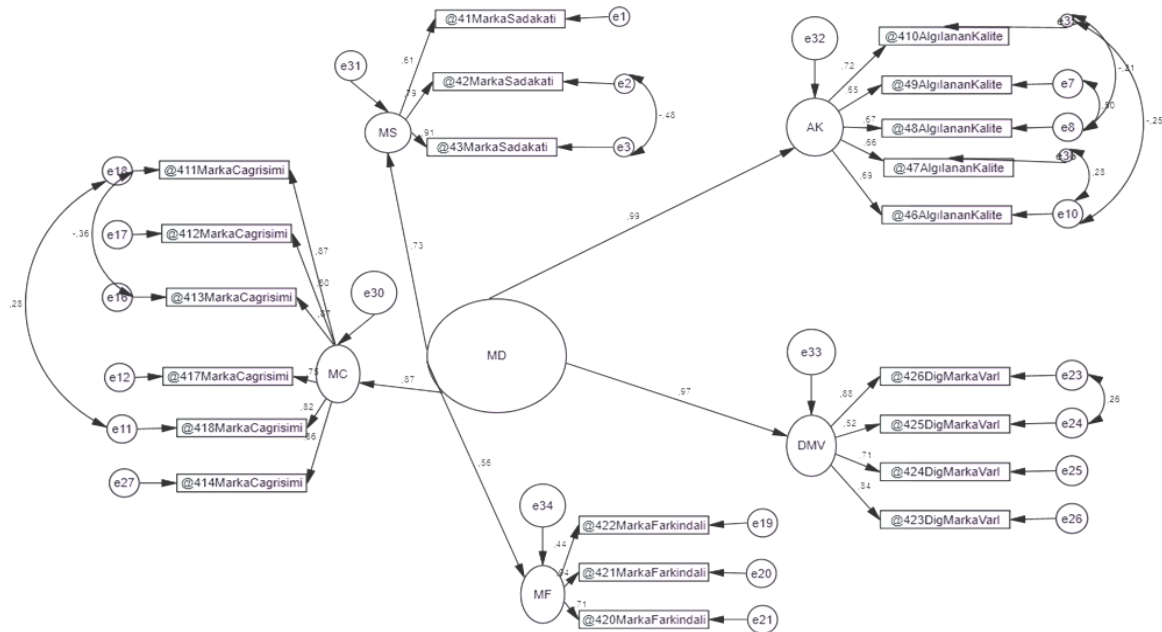 @41MarkaSadakati
e1
e31
,61
@42MarkaSadakati
e2
,79
MS
-,48
,91
@43MarkaSadakati
e3
e32
@410AlgılananKalite
,72
-,21
@49AlgılananKalite
e7
,65
AK
,67
@48AlgılananKalite
e8
-,25
,66
@47AlgılananKalite
,69
,28
@46AlgılananKalite
e10
,99
,73
e18
@411MarkaCagrisimi
-,36
e17
@412MarkaCagrisimi
,87
,80
e16
@413MarkaCagrisimi
e30
,28
MC
e12
@417MarkaCagrisimi
,75
,87
e11
@418MarkaCagrisimi
,82
e27
@414MarkaCagrisimi
MD
,97
,56
e33
@426DigMarkaVarl
e23
,88
,26
@425DigMarkaVarl
e24
,52
DMV
,71
@424DigMarkaVarl
e25
,84
@423DigMarkaVarl
e26
e34
@422MarkaFarkindali
e19
,44
@421MarkaFarkindali
e20
MF
,71
@420MarkaFarkindali
e21